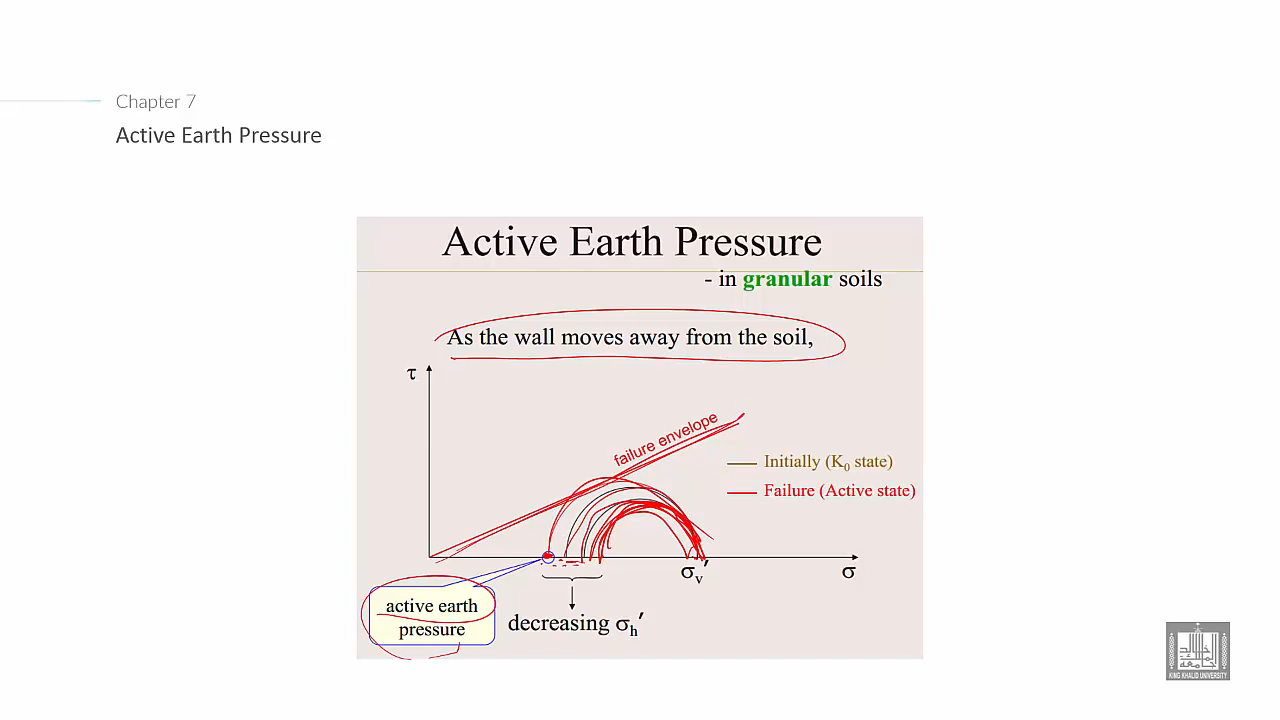 Chapter 7
Active Earth Pressure
Active Earth Pressure
- in granular soils
As the wall moves away from the soil,
τ
failure envelope
Initially (K₀ state)
Failure (Active state)
σᵥ′
σ
active earth
pressure
decreasing σₕ′
KING KHALID UNIVERSITY